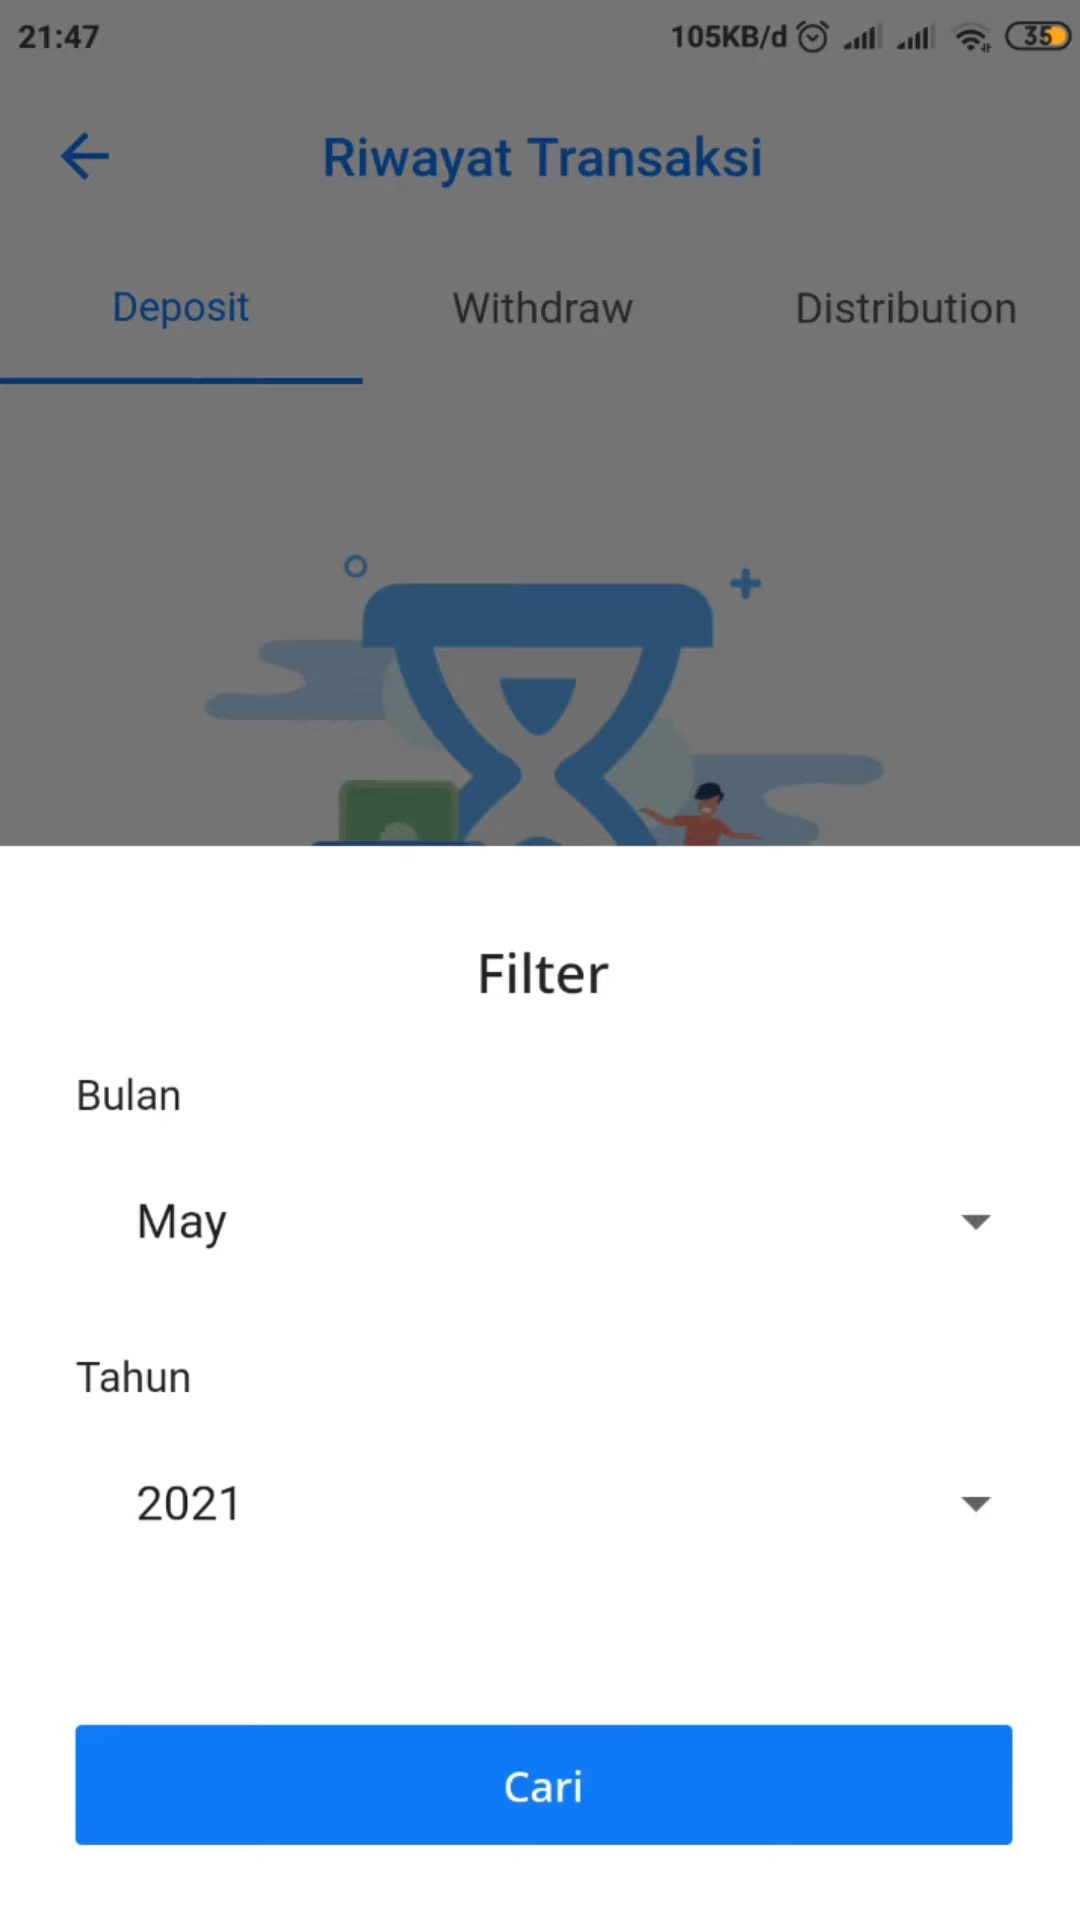 21:47 105KB/d 35
Riwayat Transaksi
Deposit Withdraw Distribution
Filter
Bulan
May
Tahun
2021
Cari